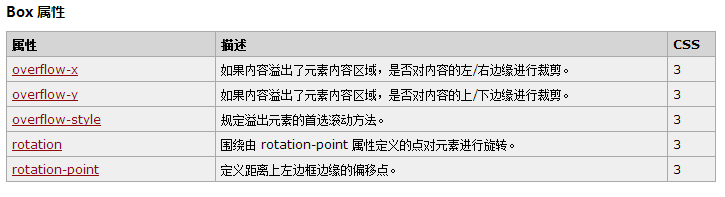 Box 属性
属性 描述 CSS
overflow-x 如果内容溢出了元素内容区域，是否对内容的左/右边缘进行裁剪。 3
overflow-y 如果内容溢出了元素内容区域，是否对内容的上/下边缘进行裁剪。 3
overflow-style 规定溢出元素的首选滚动方法。 3
rotation 围绕由 rotation-point 属性定义的点对元素进行旋转。 3
rotation-point 定义距离上左边框边缘的偏移点。 3